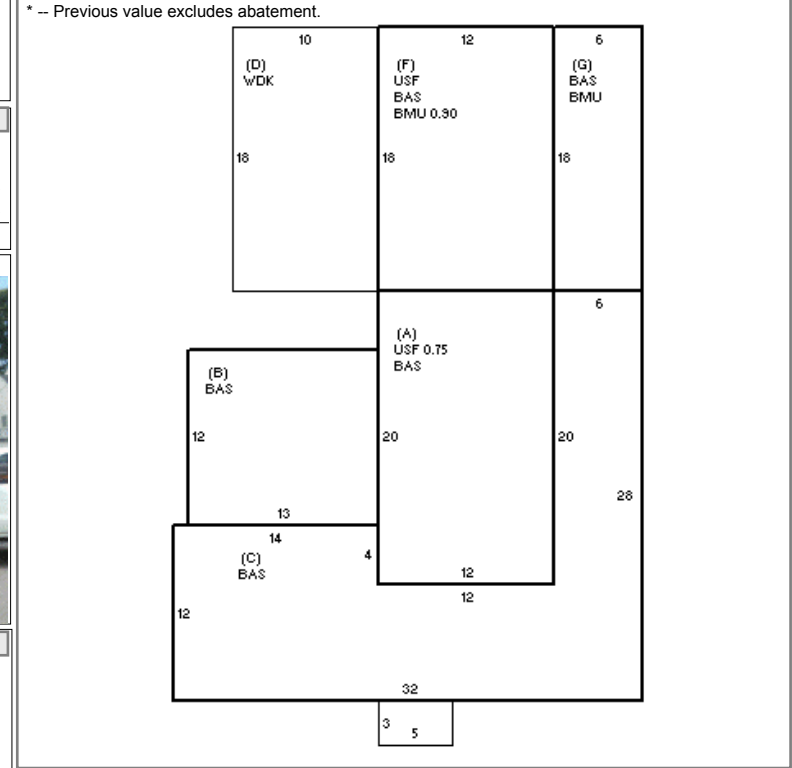 * -- Previous value excludes abatement.
10
12
6
(D)
WDK
(F)
USF
BAS
BMU 0.90
(G)
BAS
BMU
18
18
18
6
(A)
USF 0.75
BAS
(B)
BAS
12
20
20
28
13
14
4
(C)
BAS
12
12
12
32
3
5